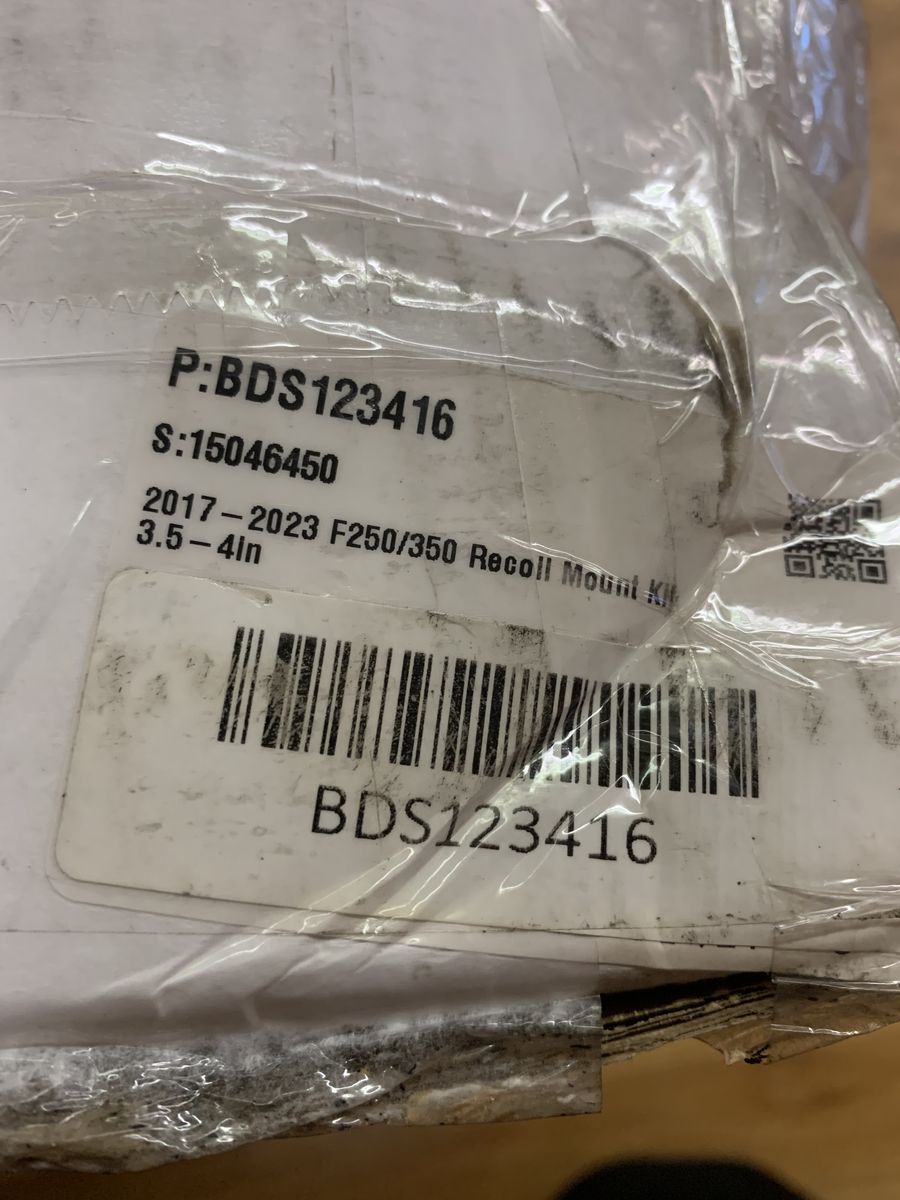 P:BDS123416
S:15046450
2017-2023 F250/350 Recoil Mount Kit
3.5-4in
BDS123416